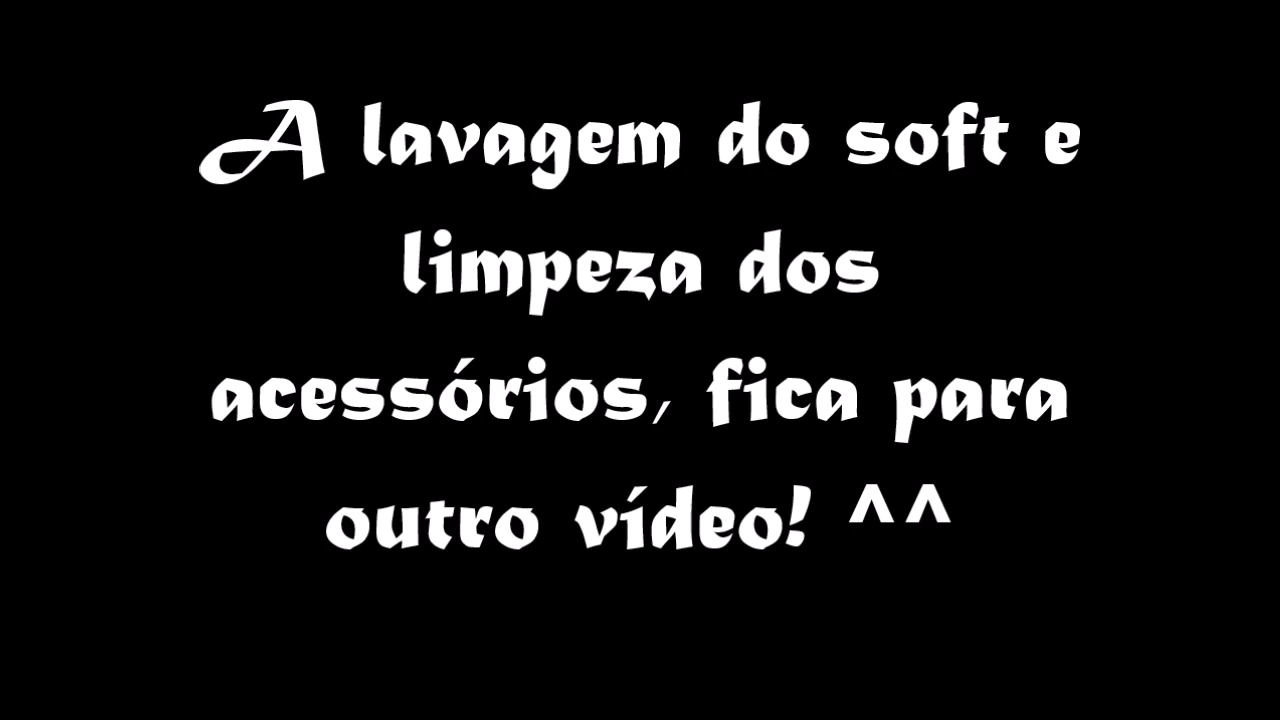 A lavagem do soft e
limpeza dos
acessórios, fica para
outro vídeo! ^^